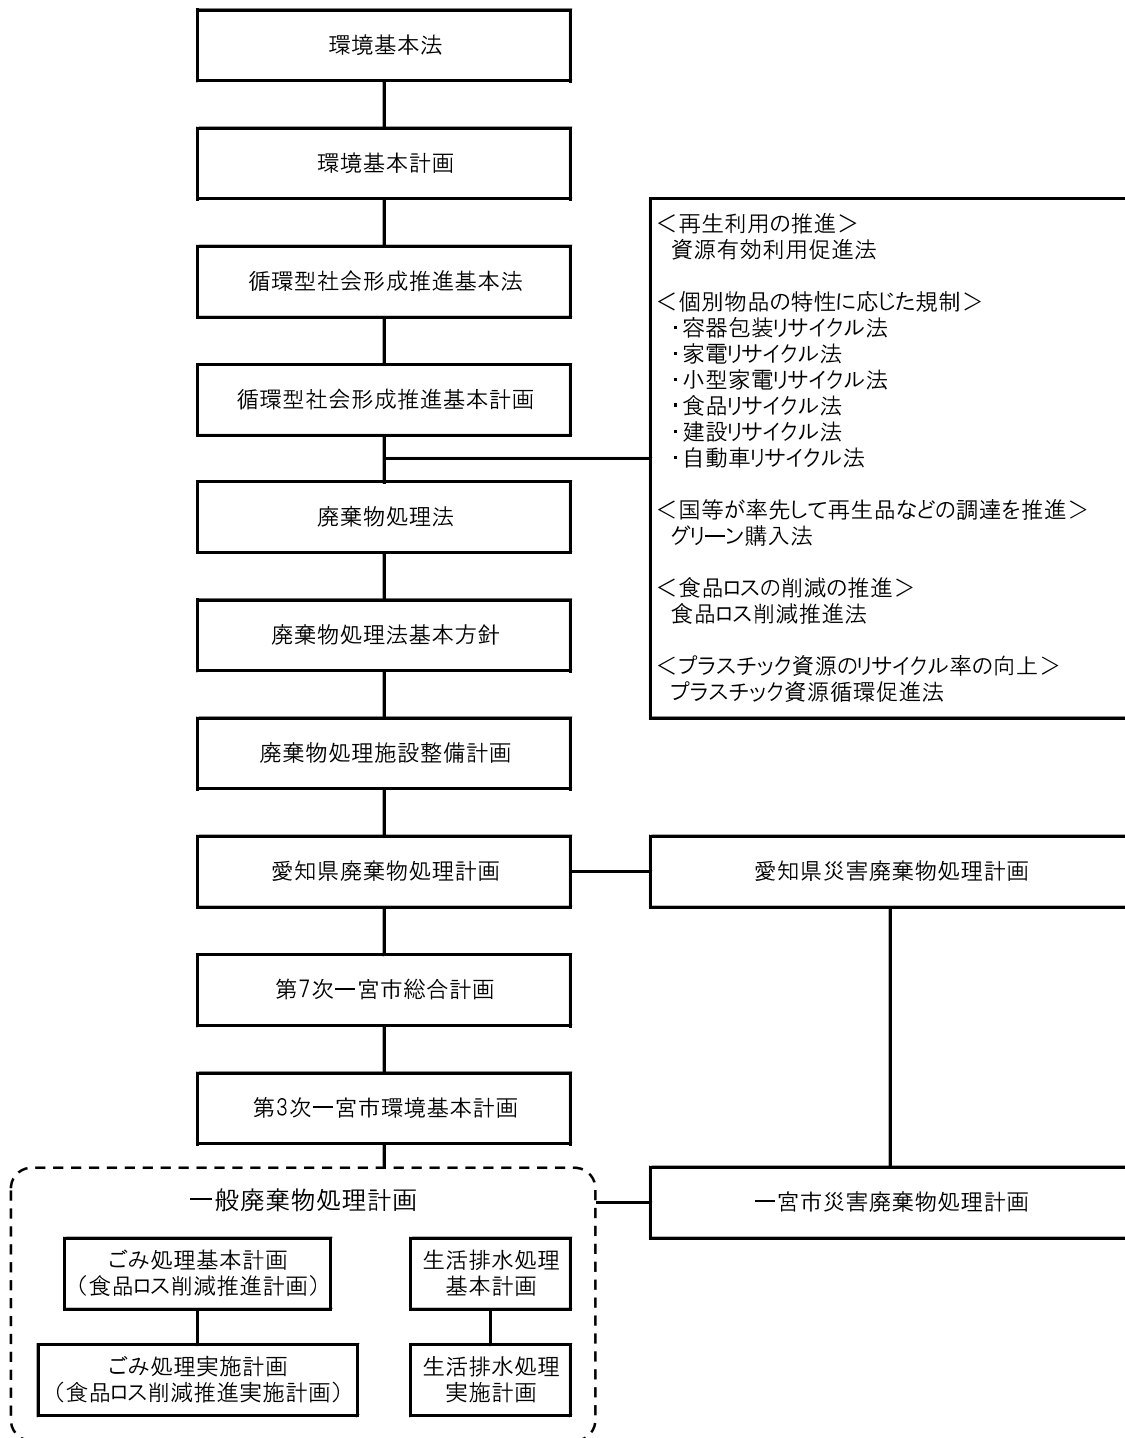 環境基本法
環境基本計画
循環型社会形成推進基本法
循環型社会形成推進基本計画
<再生利用の推進>
資源有効利用促進法
<個別物品の特性に応じた規制>
・容器包装リサイクル法
・家電リサイクル法
・小型家電リサイクル法
・食品リサイクル法
・建設リサイクル法
・自動車リサイクル法
<国等が率先して再生品などの調達を推進>
グリーン購入法
<食品ロスの削減の推進>
食品ロス削減推進法
<プラスチック資源のリサイクル率の向上>
プラスチック資源循環促進法
廃棄物処理法
廃棄物処理法基本方針
廃棄物処理施設整備計画
愛知県廃棄物処理計画
愛知県災害廃棄物処理計画
第7次一宮市総合計画
第3次一宮市環境基本計画
一般廃棄物処理計画
一宮市災害廃棄物処理計画
ごみ処理基本計画
(食品ロス削減推進計画)
生活排水処理
基本計画
ごみ処理実施計画
(食品ロス削減推進実施計画)
生活排水処理
実施計画